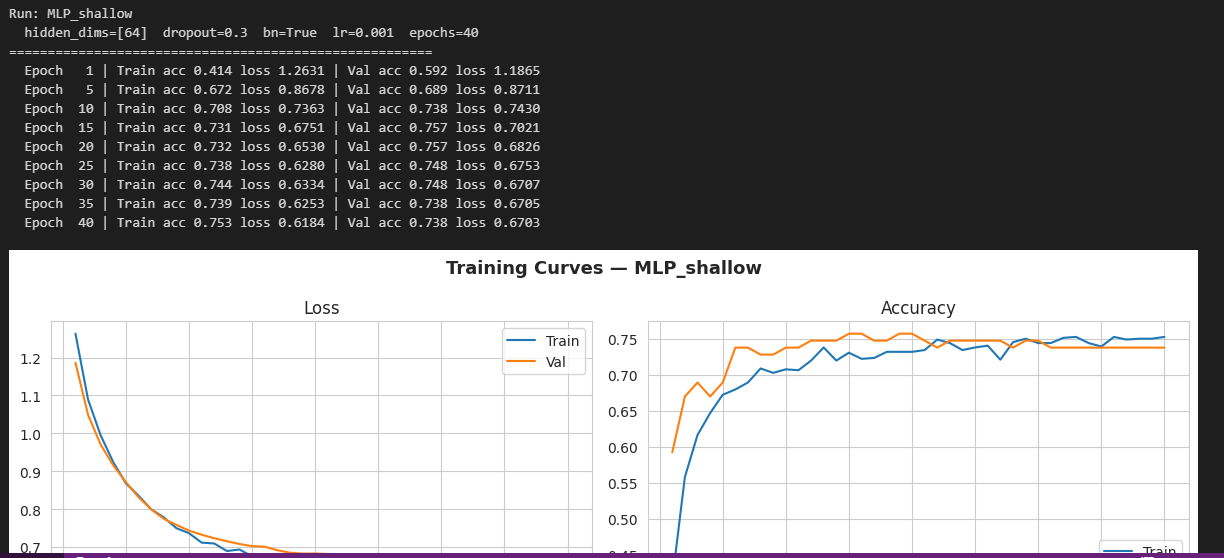 Run: MLP_shallow
hidden_dims=[64]  dropout=0.3  bn=True  lr=0.001  epochs=40
=======================================================
Epoch   1 | Train acc 0.414 loss 1.2631 | Val acc 0.592 loss 1.1865
Epoch   5 | Train acc 0.672 loss 0.8678 | Val acc 0.689 loss 0.8711
Epoch  10 | Train acc 0.708 loss 0.7363 | Val acc 0.738 loss 0.7430
Epoch  15 | Train acc 0.731 loss 0.6751 | Val acc 0.757 loss 0.7021
Epoch  20 | Train acc 0.732 loss 0.6530 | Val acc 0.757 loss 0.6826
Epoch  25 | Train acc 0.738 loss 0.6280 | Val acc 0.748 loss 0.6753
Epoch  30 | Train acc 0.744 loss 0.6334 | Val acc 0.748 loss 0.6707
Epoch  35 | Train acc 0.739 loss 0.6253 | Val acc 0.738 loss 0.6705
Epoch  40 | Train acc 0.753 loss 0.6184 | Val acc 0.738 loss 0.6703
Training Curves — MLP_shallow
Loss
Train
Val
1.2
1.1
1.0
0.9
0.8
0.7
Accuracy
0.75
0.70
0.65
0.60
0.55
0.50
0.45
Train